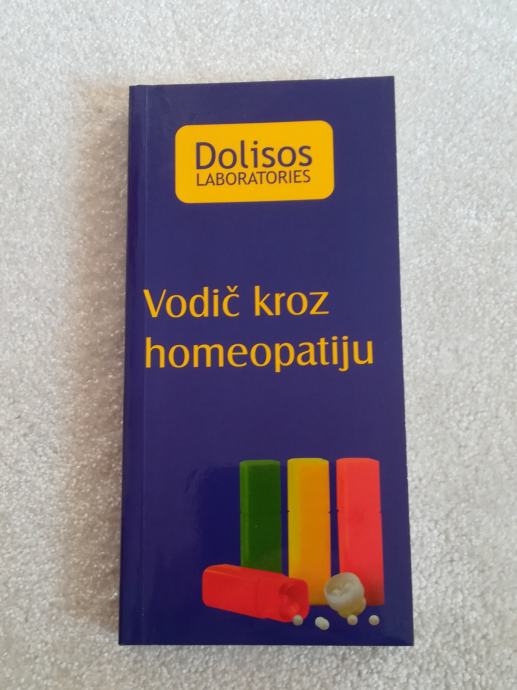 Dolisos
LABORATORIES
Vodič kroz
homeopatiju